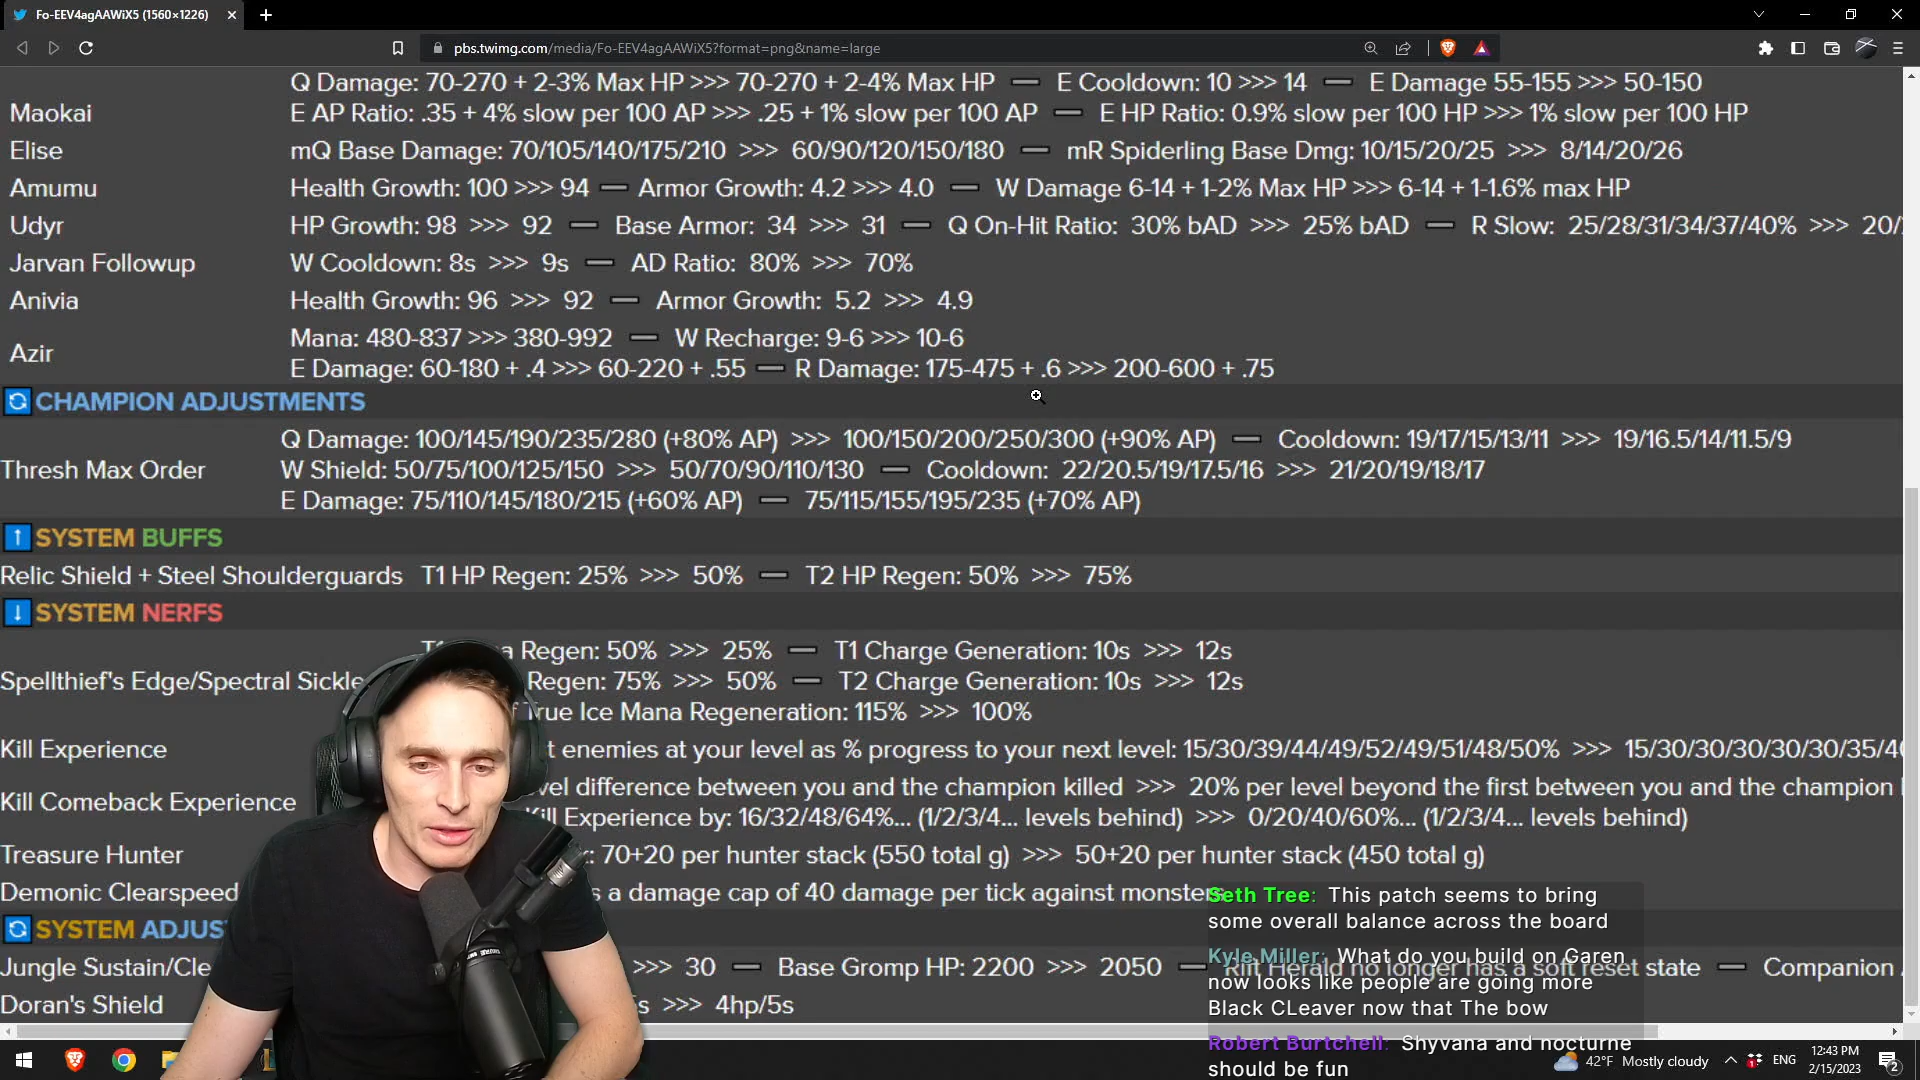 Fo-EEV4agAAWiX5 (1560×1226)
pbs.twimg.com/media/Fo-EEV4agAAWiX5?format=png&name=large
Q Damage: 70-270 + 2-3% Max HP >>> 70-270 + 2-4% Max HP — E Cooldown: 10 >>> 14 — E Damage 55-155 >>> 50-150
Maokai E AP Ratio: .35 + 4% slow per 100 AP >>> .25 + 1% slow per 100 AP — E HP Ratio: 0.9% slow per 100 HP >>> 1% slow per 100 HP
Elise mQ Base Damage: 70/105/140/175/210 >>> 60/90/120/150/180 — mR Spiderling Base Dmg: 10/15/20/25 >>> 8/14/20/26
Amumu Health Growth: 100 >>> 94 — Armor Growth: 4.2 >>> 4.0 — W Damage 6-14 + 1-2% Max HP >>> 6-14 + 1-1.6% max HP
Udyr HP Growth: 98 >>> 92 — Base Armor: 34 >>> 31 — Q On-Hit Ratio: 30% bAD >>> 25% bAD — R Slow: 25/28/31/34/37/40% >>> 20/
Jarvan Followup W Cooldown: 8s >>> 9s — AD Ratio: 80% >>> 70%
Anivia Health Growth: 96 >>> 92 — Armor Growth: 5.2 >>> 4.9
Mana: 480-837 >>> 380-992 — W Recharge: 9-6 >>> 10-6
Azir
E Damage: 60-180 + .4 >>> 60-220 + .55 — R Damage: 175-475 + .6 >>> 200-600 + .75
CHAMPION ADJUSTMENTS
Q Damage: 100/145/190/235/280 (+80% AP) >>> 100/150/200/250/300 (+90% AP) — Cooldown: 19/17/15/13/11 >>> 19/16.5/14/11.5/9
Thresh Max Order W Shield: 50/75/100/125/150 >>> 50/70/90/110/130 — Cooldown: 22/20.5/19/17.5/16 >>> 21/20/19/18/17
E Damage: 75/110/145/180/215 (+60% AP) — 75/115/155/195/235 (+70% AP)
SYSTEM BUFFS
Relic Shield + Steel Shoulderguards T1 HP Regen: 25% >>> 50% — T2 HP Regen: 50% >>> 75%
SYSTEM NERFS
Regen: 50% >>> 25% — T1 Charge Generation: 10s >>> 12s
Spellthief's Edge/Spectral Sickle Regen: 75% >>> 50% — T2 Charge Generation: 10s >>> 12s
True Ice Mana Regeneration: 115% >>> 100%
Kill Experience enemies at your level as % progress to your next level: 15/30/39/44/49/52/49/51/48/50% >>> 15/30/30/30/30/35/40
difference between you and the champion killed >>> 20% per level beyond the first between you and the champion
Kill Comeback Experience
Kill Experience by: 16/32/48/64%... (1/2/3/4... levels behind) >>> 0/20/40/60%... (1/2/3/4... levels behind)
Treasure Hunter : 70+20 per hunter stack (550 total g) >>> 50+20 per hunter stack (450 total g)
Demonic Clearspeed a damage cap of 40 damage per tick against monsters
SYSTEM
Jungle >>> 30 — Base Gromp HP: 2200 >>> 2050 — Rift Herald no longer has a soft reset state — Companion
Doran's Shield >>> 4hp/5s
Seth Tree: This patch seems to bring
some overall balance across the board
Kyle Miller: What do you build on Garen
now looks like people are going more
Black CLeaver now that The bow
Robert Burtchell: Shyvana and nocturne
should be fun
42°F Mostly cloudy
ENG
12:43 PM
2/15/2023
2